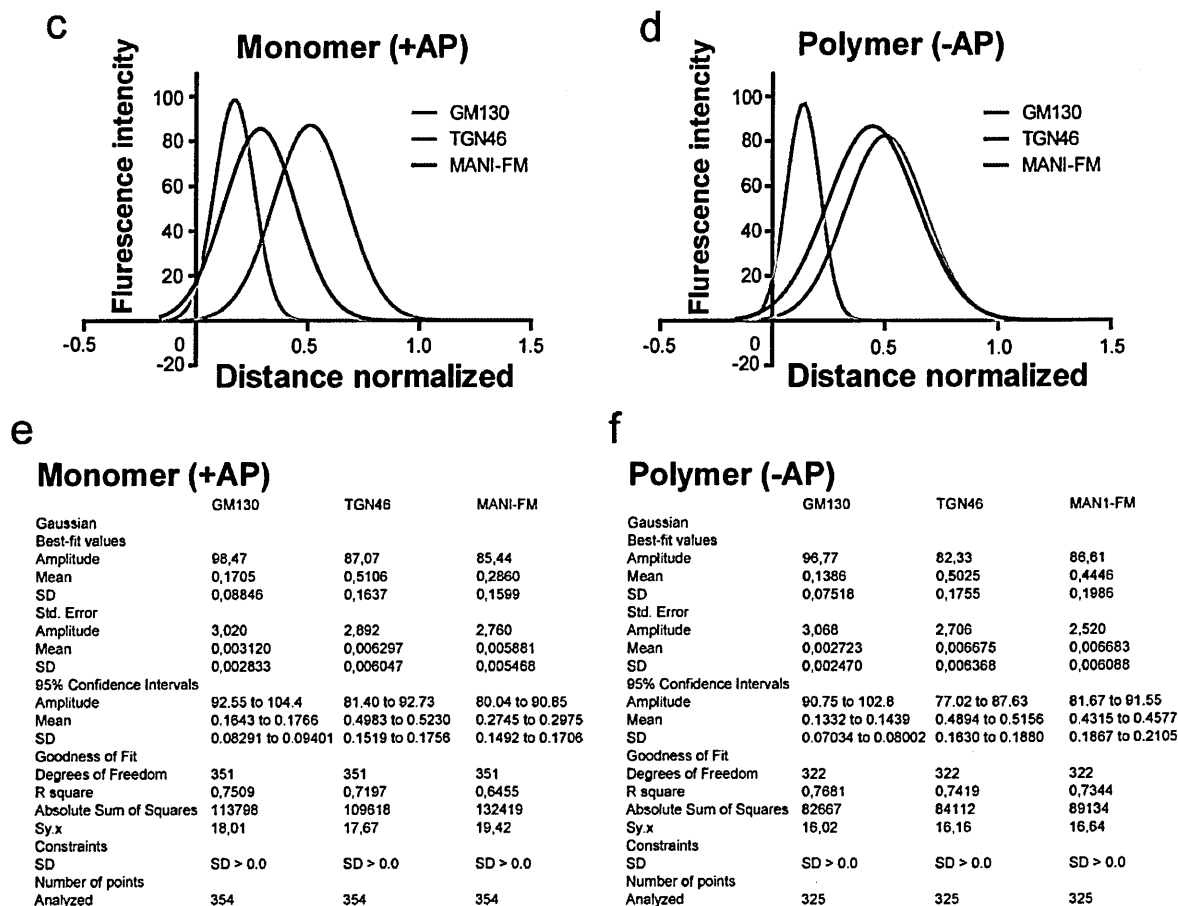 c
Monomer (+AP)
Flurescence intencity
100
80
60
40
20
0
-20
-0.5
0.5
1.0
1.5
Distance normalized
GM130
TGN46
MANI-FM
d
Polymer (-AP)
Flurescence intencity
100
80
60
40
20
0
-20
-0.5
0.5
1.0
1.5
Distance normalized
GM130
TGN46
MANI-FM
e
Monomer (+AP)
GM130 TGN46 MANI-FM
Gaussian
Best-fit values
Amplitude 98,47 87,07 85,44
Mean 0,1705 0,5106 0,2860
SD 0,08846 0,1637 0,1599
Std. Error
Amplitude 3,020 2,892 2,760
Mean 0,003120 0,006297 0,005881
SD 0,002833 0,006047 0,005468
95% Confidence Intervals
Amplitude 92.55 to 104.4 81.40 to 92.73 80.04 to 90.85
Mean 0.1643 to 0.1766 0.4983 to 0.5230 0.2745 to 0.2975
SD 0.08291 to 0.09401 0.1519 to 0.1756 0.1492 to 0.1706
Goodness of Fit
Degrees of Freedom 351 351 351
R square 0,7509 0,7197 0,6455
Absolute Sum of Squares 113798 109618 132419
Sy.x 18,01 17,67 19,42
Constraints
SD SD > 0.0 SD > 0.0 SD > 0.0
Number of points
Analyzed 354 354 354
f
Polymer (-AP)
GM130 TGN46 MAN1-FM
Gaussian
Best-fit values
Amplitude 96,77 82,33 86,61
Mean 0,1386 0,5025 0,4446
SD 0,07518 0,1755 0,1986
Std. Error
Amplitude 3,068 2,706 2,520
Mean 0,002723 0,006675 0,006683
SD 0,002470 0,006368 0,006088
95% Confidence Intervals
Amplitude 90.75 to 102.8 77.02 to 87.63 81.67 to 91.55
Mean 0.1332 to 0.1439 0.4894 to 0.5156 0.4315 to 0.4577
SD 0.07034 to 0.08002 0.1630 to 0.1880 0.1867 to 0.2105
Goodness of Fit
Degrees of Freedom 322 322 322
R square 0,7681 0,7419 0,7344
Absolute Sum of Squares 82667 84112 89134
Sy.x 16,02 16,16 16,64
Constraints
SD SD > 0.0 SD > 0.0 SD > 0.0
Number of points
Analyzed 325 325 325